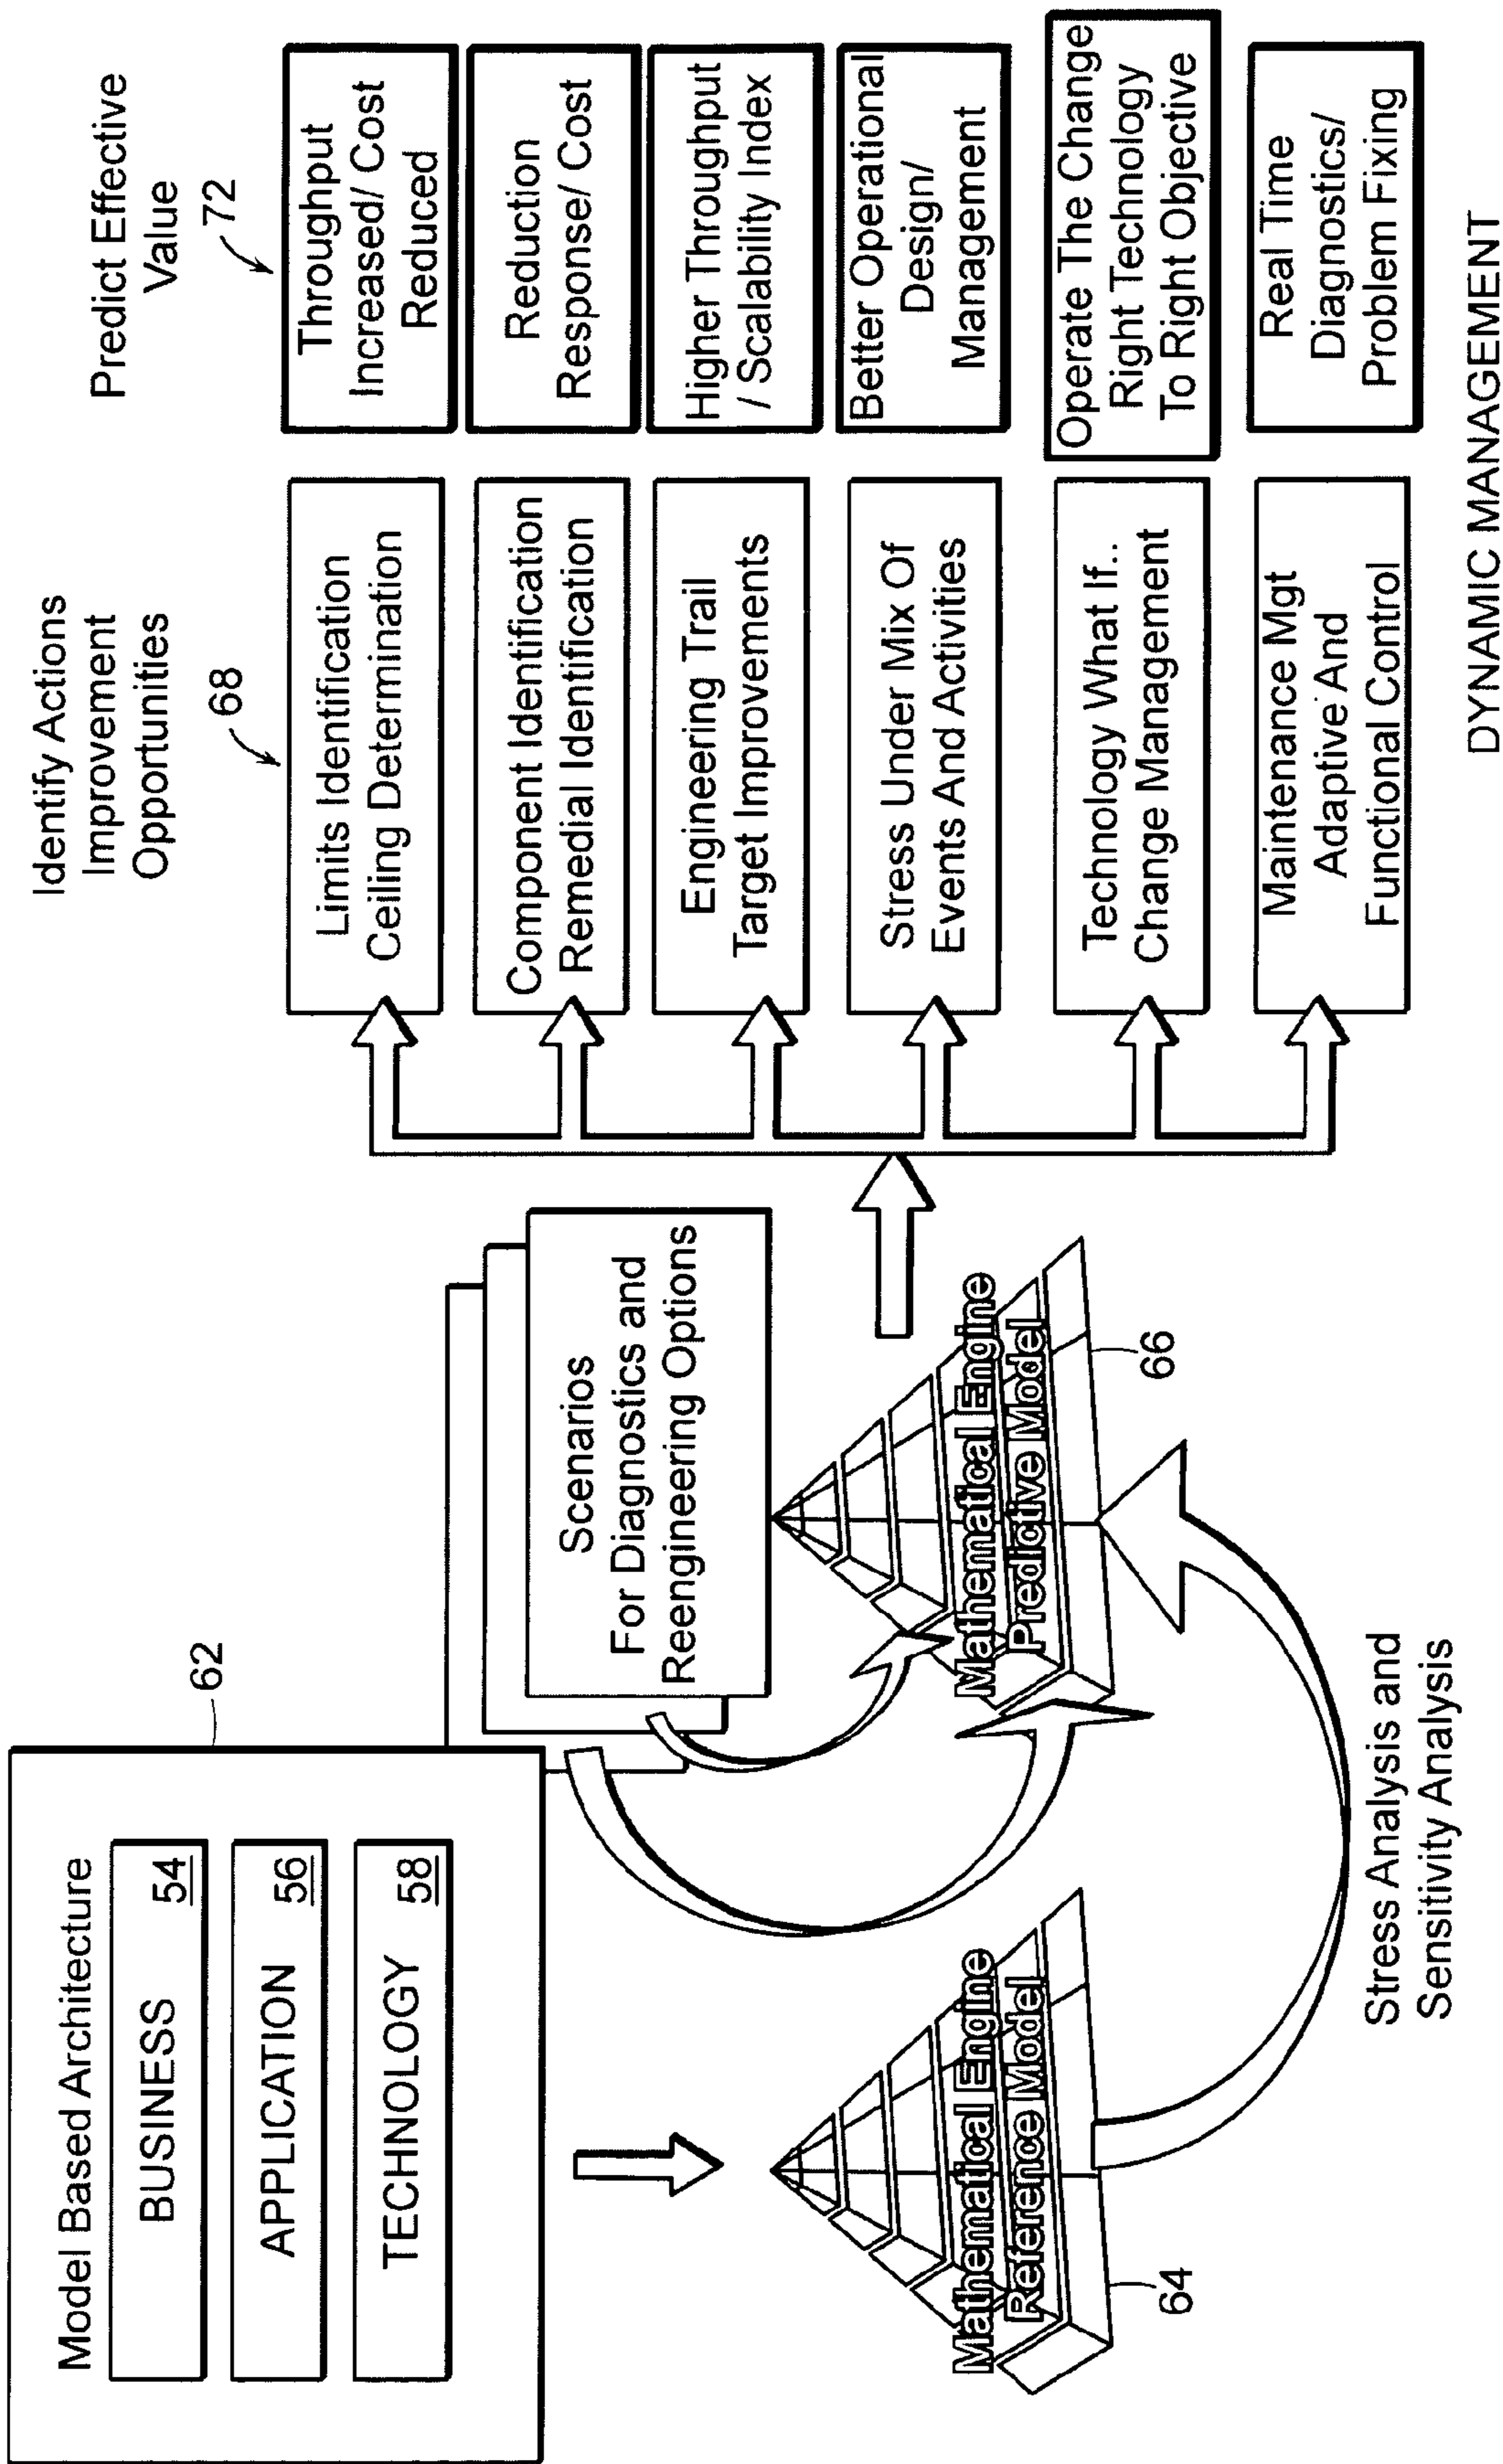 Model Based Architecture
BUSINESS 54
APPLICATION 56
TECHNOLOGY 58
62
Scenarios
For Diagnostics and
Reengineering Options
Mathematical Engine
Reference Model
64
Mathematical Engine
Predictive Model
66
Stress Analysis and
Sensitivity Analysis
Identify Actions
Improvement
Opportunities
68
Limits Identification
Ceiling Determination
Component Identification
Remedial Identification
Engineering Trail
Target Improvements
Stress Under Mix Of
Events And Activities
Technology What If..
Change Management
Maintenance Mgt
Adaptive And
Functional Control
Predict Effective
Value
72
Throughput
Increased/ Cost
Reduced
Reduction
Response/ Cost
Higher Throughput
/ Scalability Index
Better Operational
Design/
Management
Operate The Change
Right Technology
To Right Objective
Real Time
Diagnostics/
Problem Fixing
DYNAMIC MANAGEMENT